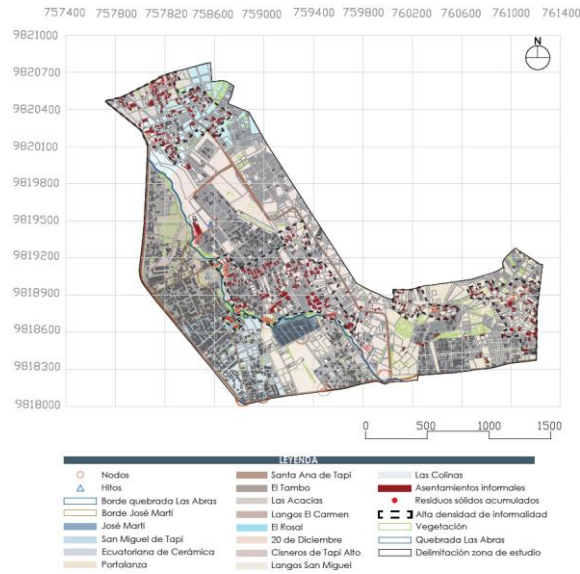 757400 757800 758200 758600 759000 759400 759800 760200 760600 761000 761400
9821000
N
9820700
9820400
9820100
9819800
9819500
9819200
9818900
9818600
9818300
9818000
0 500 1000 1500
LEYENDA
Nodos
Hitos
Borde quebrada Las Abras
Borde José Martí
José Martí
San Miguel de Tapi
Ecuatoriana de Cerámica
Portalanza
Santa Ana de Tapi
El Tambo
Las Acacias
Langos El Carmen
El Rosal
20 de Diciembre
Cisneros de Tapi Alto
Langos San Miguel
Las Colinas
Asentamientos informales
Residuos sólidos acumulados
Alta densidad de informalidad
Vegetación
Quebrada Las Abras
Delimitación zona de estudio